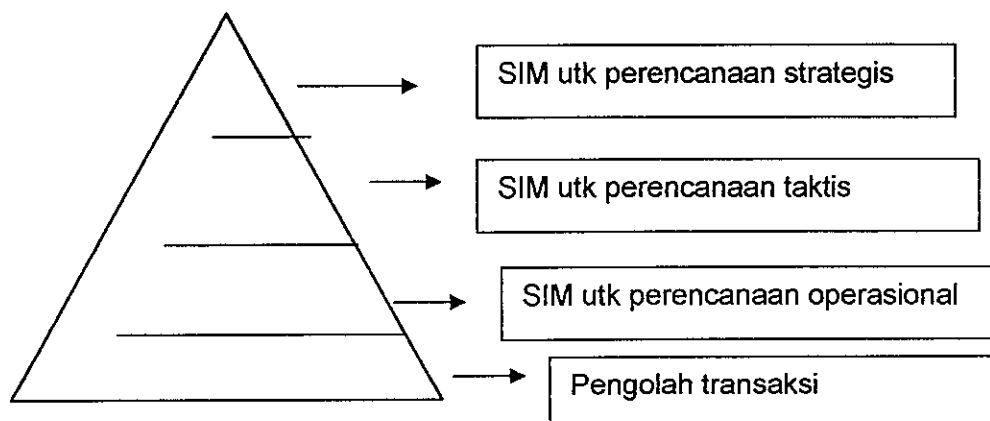 SIM utk perencanaan strategis
SIM utk perencanaan taktis
SIM utk perencanaan operasional
Pengolah transaksi